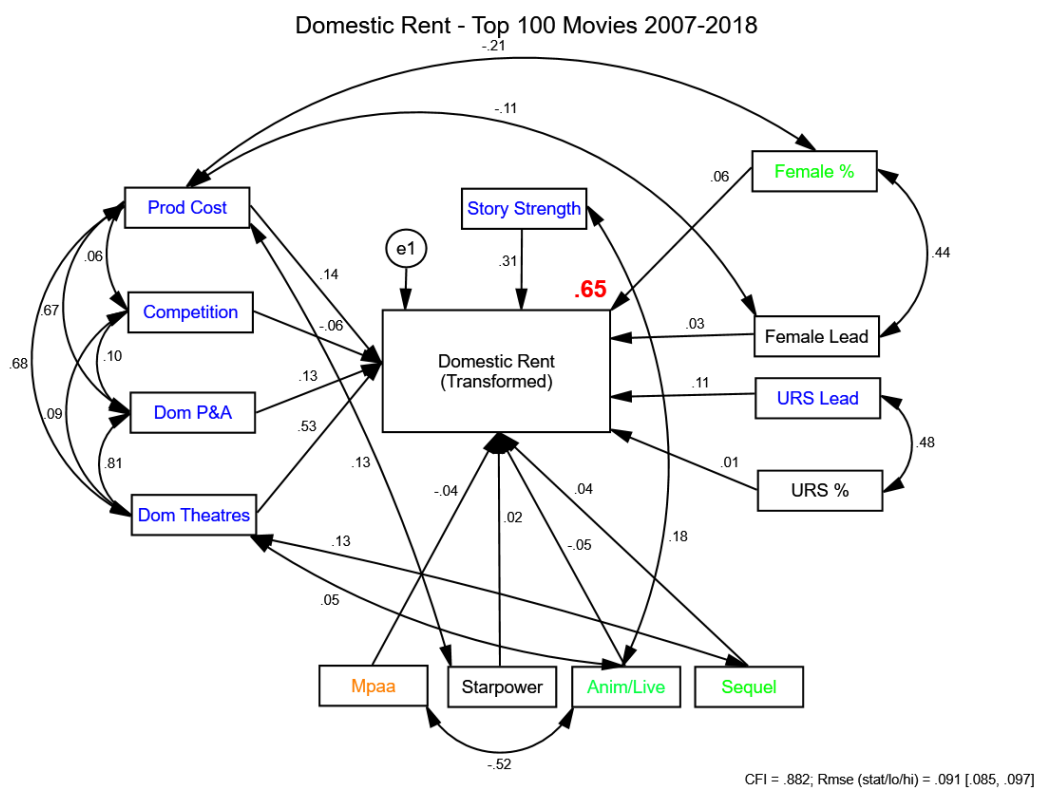 Domestic Rent - Top 100 Movies 2007-2018
-.21
-.11
Female %
.06
Prod Cost
Story Strength
e1
.44
.06
.14
.31
.65
Competition
-.06
.67
Domestic Rent
(Transformed)
.03
Female Lead
.10
.68
.13
.11
URS Lead
Dom P&A
.09
.53
.48
.81
.13
.01
URS %
-.04
.04
Dom Theatres
.02
.13
-.05
.18
.05
Mpaa
Starpower
Anim/Live
Sequel
-.52
CFI = .882; Rmse (stat/lo/hi) = .091 [.085, .097]